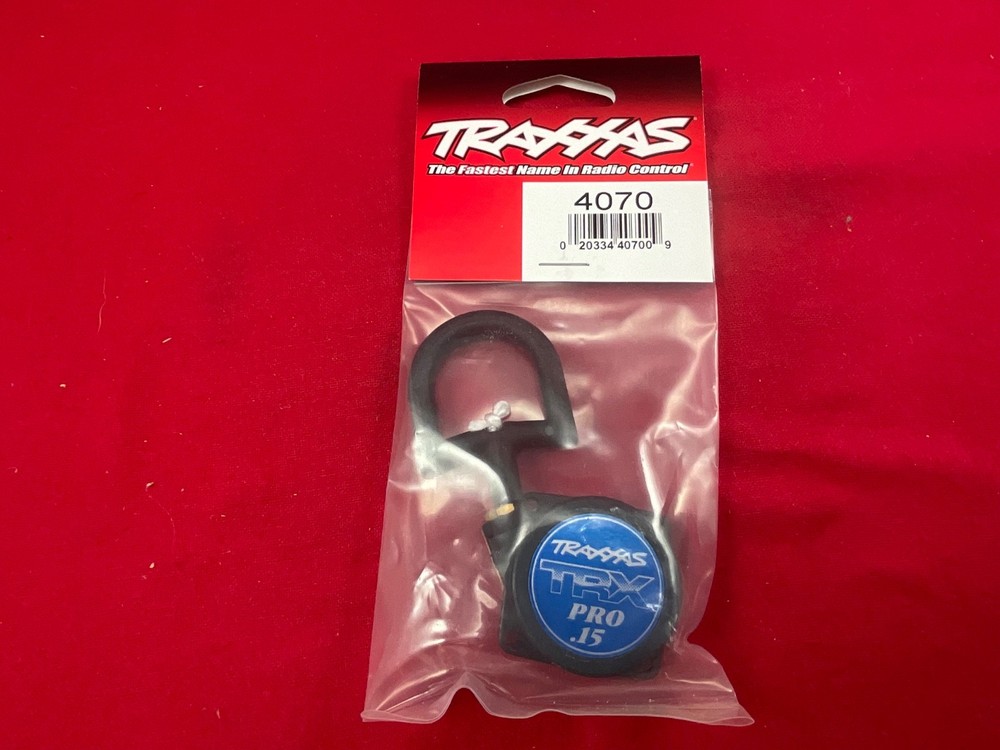 TRAXXAS
The Fastest Name In Radio Control
4070
0 20334 40700 9
TRAXXAS
TRX
PRO
.15